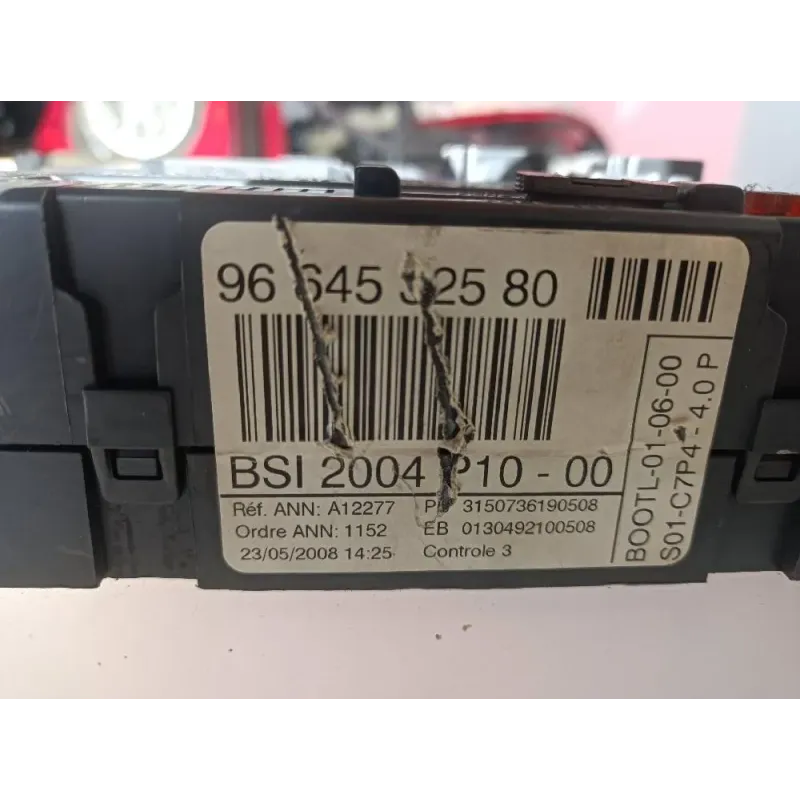 96 645 325 80
BSI 2004 P10 - 00
Réf. ANN: A12277 3150736190508
Ordre ANN: 1152 EB 0130492100508
23/05/2008 14:25 Controle 3
BOOTL-01-06-00
S01-C7P4 - 4.0 P